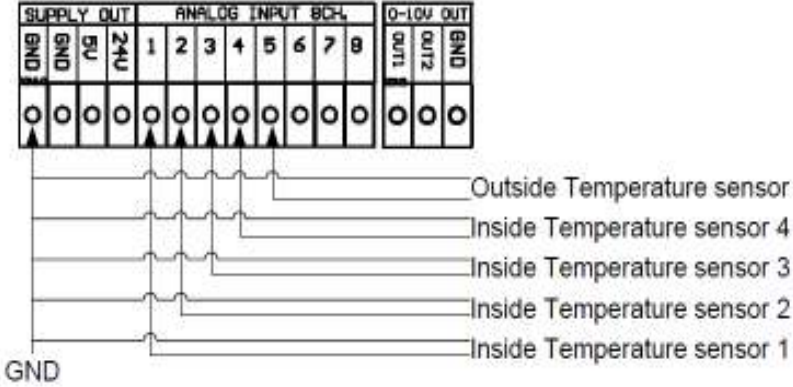 SUPPLY OUT ANALOG INPUT 8CH. 0-10V OUT
GND GND 5V 24V 1 2 3 4 5 6 7 8 OUT1 OUT2 GND
Outside Temperature sensor
Inside Temperature sensor 4
Inside Temperature sensor 3
Inside Temperature sensor 2
Inside Temperature sensor 1
GND